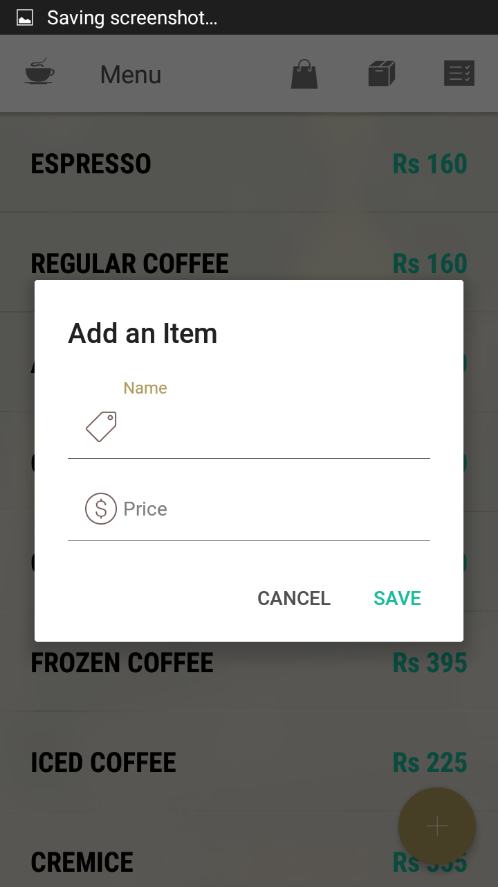 Saving screenshot...
Menu
ESPRESSO Rs 160
REGULAR COFFEE Rs 160
Add an Item
Name
Price
CANCEL SAVE
FROZEN COFFEE Rs 395
ICED COFFEE Rs 225
CREMICE Rs